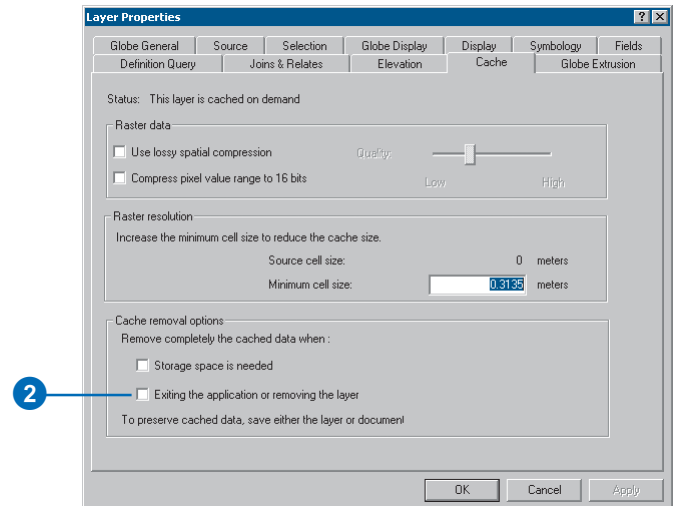 Layer Properties
Globe General Source Selection Globe Display Display Symbology Fields
Definition Query Joins & Relates Elevation Cache Globe Extrusion
Status: This layer is cached on demand
Raster data
Use lossy spatial compression Quality:
Compress pixel value range to 16 bits Low High
Raster resolution
Increase the minimum cell size to reduce the cache size.
Source cell size: 0 meters
Minimum cell size: 0.3135 meters
Cache removal options
Remove completely the cached data when :
Storage space is needed
2 Exiting the application or removing the layer
To preserve cached data, save either the layer or document
OK Cancel Apply